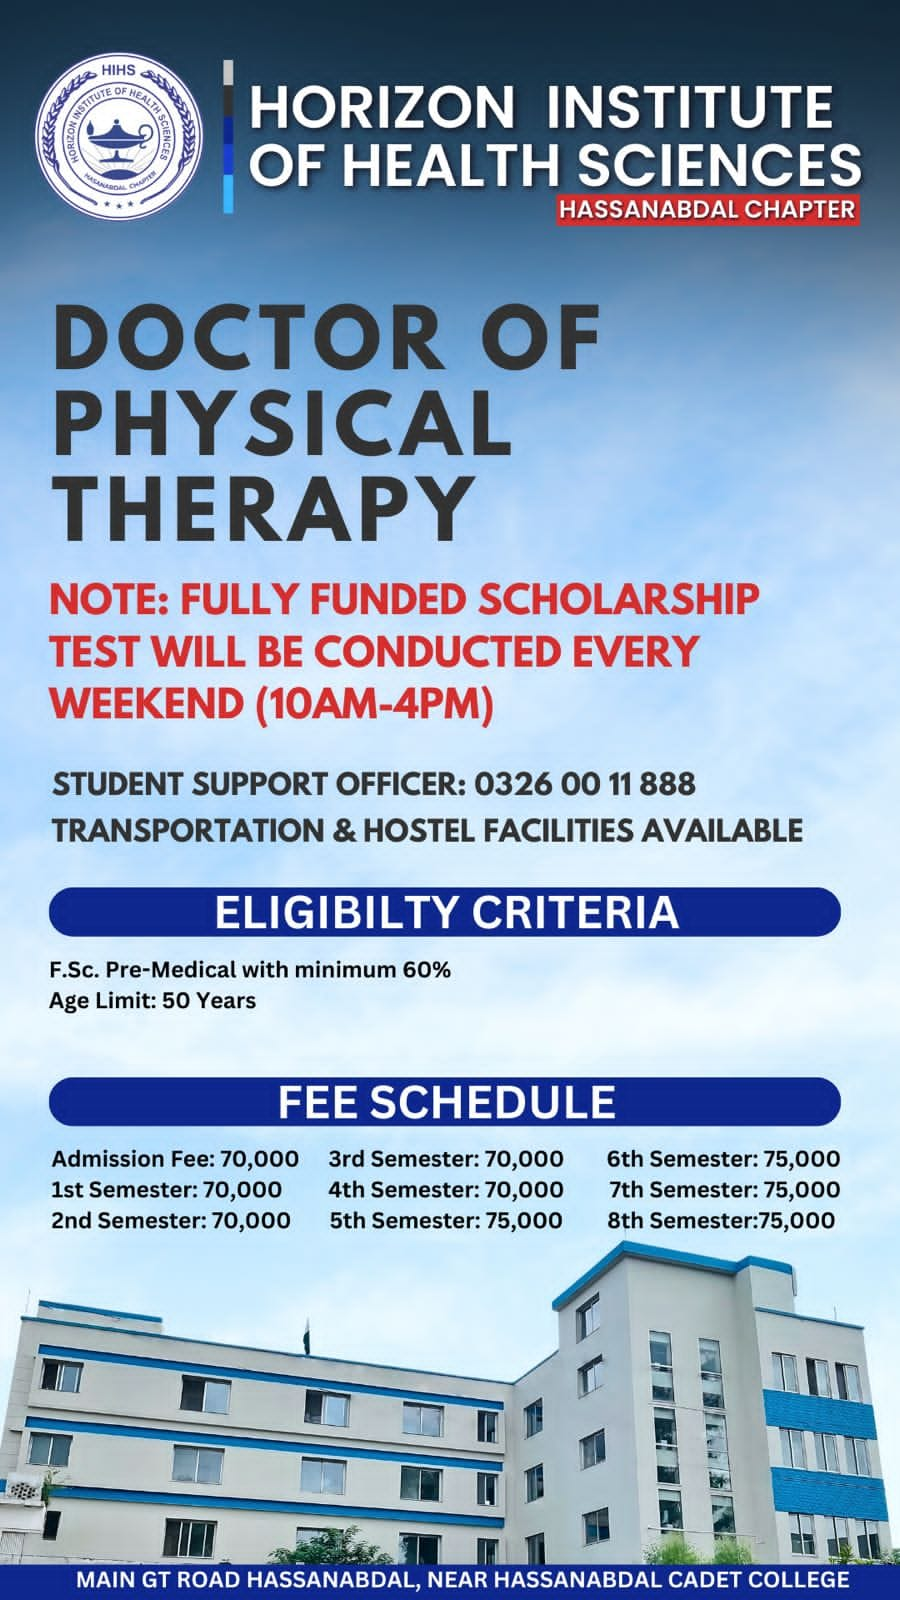 HIHS
HORIZON INSTITUTE OF HEALTH SCIENCES
HASANABDAL CHAPTER
HORIZON INSTITUTE
OF HEALTH SCIENCES
HASSANABDAL CHAPTER
DOCTOR OF
PHYSICAL
THERAPY
NOTE: FULLY FUNDED SCHOLARSHIP
TEST WILL BE CONDUCTED EVERY
WEEKEND (10AM-4PM)
STUDENT SUPPORT OFFICER: 0326 00 11 888
TRANSPORTATION & HOSTEL FACILITIES AVAILABLE
ELIGIBILTY CRITERIA
F.Sc. Pre-Medical with minimum 60%
Age Limit: 50 Years
FEE SCHEDULE
Admission Fee: 70,000 3rd Semester: 70,000 6th Semester: 75,000
1st Semester: 70,000 4th Semester: 70,000 7th Semester: 75,000
2nd Semester: 70,000 5th Semester: 75,000 8th Semester:75,000
MAIN GT ROAD HASSANABDAL, NEAR HASSANABDAL CADET COLLEGE